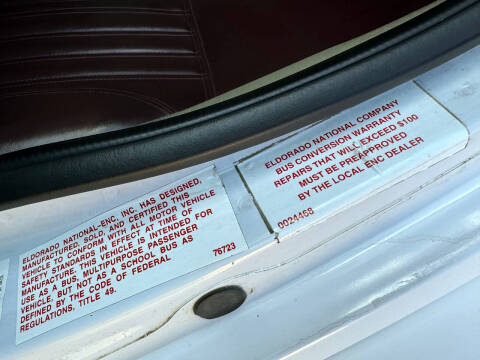 ELDORADO NATIONAL-ENC, INC. HAS DESIGNED,
MANUFACTURED, SOLD, AND CERTIFIED THIS
VEHICLE TO CONFORM WITH ALL MOTOR VEHICLE
SAFETY STANDARDS IN EFFECT AT TIME OF
MANUFACTURE. THIS VEHICLE IS INTENDED FOR
USE AS A BUS, MULTIPURPOSE PASSENGER
VEHICLE, BUT NOT AS A SCHOOL BUS AS
DEFINED BY THE CODE OF FEDERAL
REGULATIONS, TITLE 49.
76723
ELDORADO NATIONAL COMPANY
BUS CONVERSION WARRANTY
REPAIRS THAT WILL EXCEED $100
MUST BE PREAPPROVED
BY THE LOCAL ENC DEALER
0024468